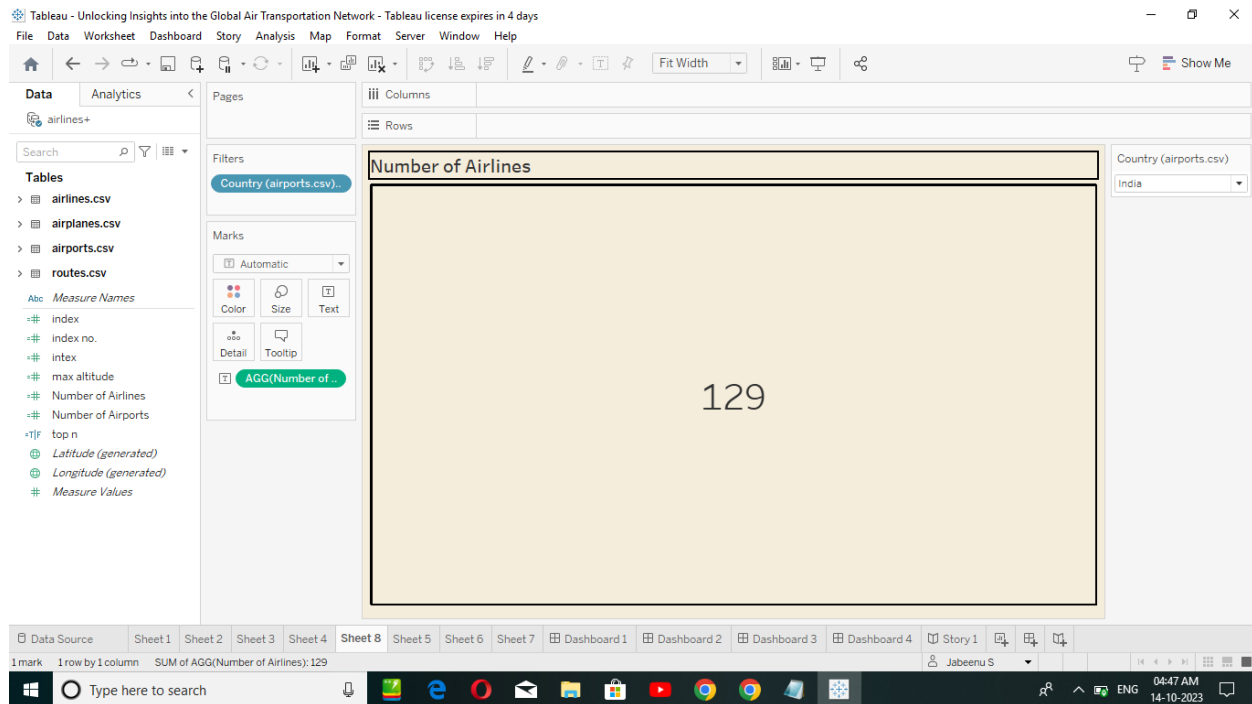 Tableau - Unlocking Insights into the Global Air Transportation Network - Tableau license expires in 4 days
File Data Worksheet Dashboard Story Analysis Map Format Server Window Help
Fit Width
Show Me
Data Analytics
airlines+
Search
Tables
airlines.csv
airplanes.csv
airports.csv
routes.csv
Abc Measure Names
=# index
=# index no.
=# intex
=# max altitude
=# Number of Airlines
=# Number of Airports
=T|F top n
Latitude (generated)
Longitude (generated)
# Measure Values
Pages
Filters
Country (airports.csv)..
Marks
T Automatic
Color Size Text
Detail Tooltip
T AGG(Number of ..
Columns
Rows
Number of Airlines
129
Country (airports.csv)
India
Data Source Sheet 1 Sheet 2 Sheet 3 Sheet 4 Sheet 8 Sheet 5 Sheet 6 Sheet 7 Dashboard 1 Dashboard 2 Dashboard 3 Dashboard 4 Story 1
1 mark 1 row by 1 column SUM of AGG(Number of Airlines): 129 Jabeenu S
Type here to search
ENG
04:47 AM
14-10-2023